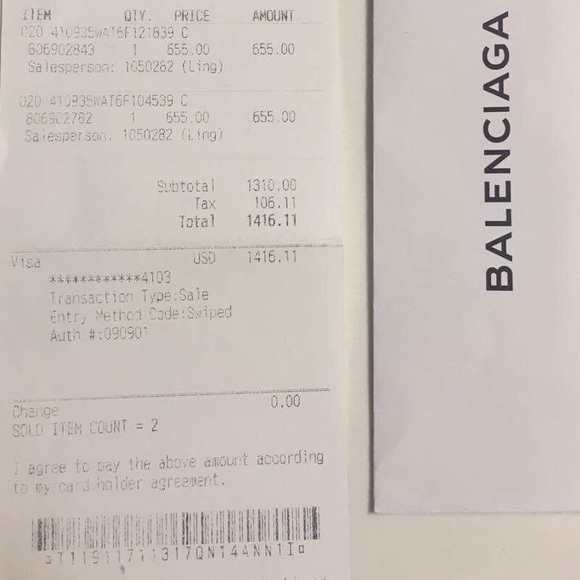 ITEM QTY. PRICE AMOUNT
020 410935WAT6F121839 C
606902843 1 655.00 655.00
Salesperson: 1050282 (Ling)
020 410935WAT6F104539 C
606902782 1 655.00 655.00
Salesperson: 1050282 (Ling)
Subtotal 1310.00
Tax 106.11
Total 1416.11
Visa USD 1416.11
************4103
Transaction Type:Sale
Entry Method Code:Swiped
Auth #:090901
Change 0.00
SOLD ITEM COUNT = 2
I agree to pay the above amount according
to my card holder agreement.
BALENCIAGA